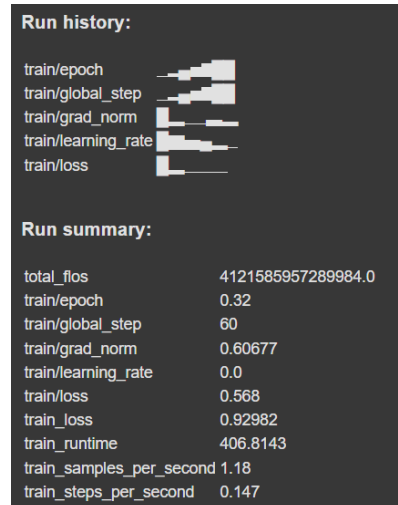 Run history:
train/epoch
train/global_step
train/grad_norm
train/learning_rate
train/loss
Run summary:
total_flos 4121585957289984.0
train/epoch 0.32
train/global_step 60
train/grad_norm 0.60677
train/learning_rate 0.0
train/loss 0.568
train_loss 0.92982
train_runtime 406.8143
train_samples_per_second 1.18
train_steps_per_second 0.147